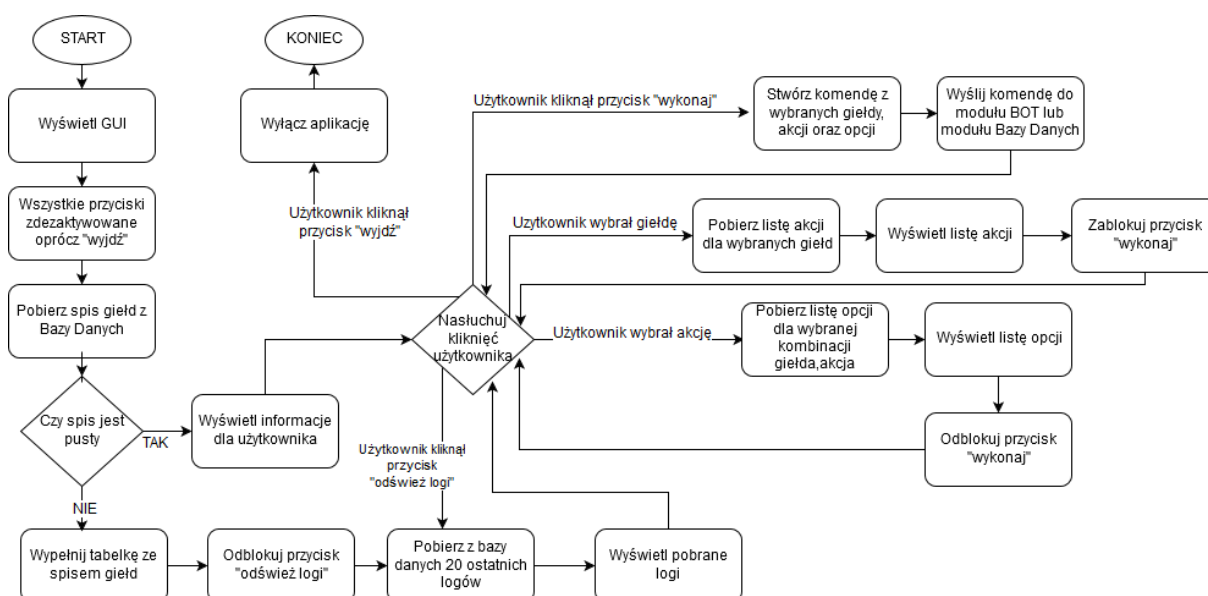 START
KONIEC
Wyświetl GUI
Wyłącz aplikację
Użytkownik kliknął przycisk "wykonaj"
Stwórz komendę z
wybranych giełdy,
akcji oraz opcji
Wyślij komendę do
modułu BOT lub
modułu Bazy Danych
Wszystkie przyciski
zdezaktywowane
oprócz "wyjdź"
Użytkownik kliknął
przycisk "wyjdź"
Uzytkownik wybrał giełdę
Pobierz listę akcji
dla wybranych giełd
Wyświetl listę akcji
Zablokuj przycisk
"wykonaj"
Pobierz spis giełd z
Bazy Danych
Nasłuchuj
kliknięć
użytkownika
Użytkownik wybrał akcję
Pobierz listę opcji
dla wybranej
kombinacji
giełda,akcja
Wyświetl listę opcji
Czy spis jest
pusty
TAK
Wyświetl informacje
dla użytkownika
Użytkownik kliknął
przycisk
"odśwież logi"
Odblokuj przycisk
"wykonaj"
NIE
Wypełnij tabelkę ze
spisem giełd
Odblokuj przycisk
"odśwież logi"
Pobierz z bazy
danych 20 ostatnich
logów
Wyświetl pobrane
logi